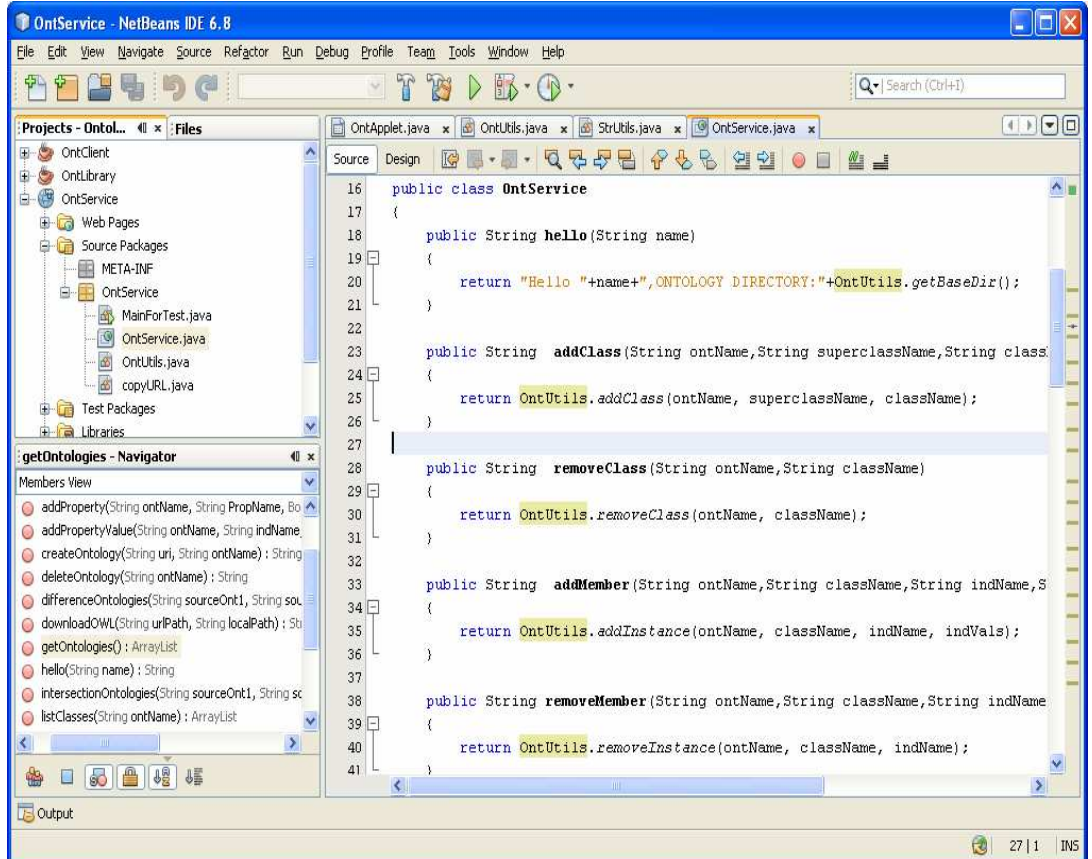 OntService - NetBeans IDE 6.8
File Edit View Navigate Source Refactor Run Debug Profile Team Tools Window Help
Search (Ctrl+I)
Projects - Ontol... Files
OntClient
OntLibrary
OntService
Web Pages
Source Packages
META-INF
OntService
MainForTest.java
OntService.java
OntUtils.java
copyURL.java
Test Packages
Libraries
getOntologies - Navigator
Members View
addProperty(String ontName, String PropName, Bo
addPropertyValue(String ontName, String indName,
createOntology(String uri, String ontName) : String
deleteOntology(String ontName) : String
differenceOntologies(String sourceOnt1, String sou
downloadOWL(String urlPath, String localPath) : Stri
getOntologies() : ArrayList
hello(String name) : String
intersectionOntologies(String sourceOnt1, String so
listClasses(String ontName) : ArrayList
OntApplet.java x OntUtils.java x StrUtils.java x OntService.java x
Source Design
16 public class OntService
17 {
18 public String hello(String name)
19 {
20 return "Hello "+name+",ONTOLOGY DIRECTORY:"+OntUtils.getBaseDir();
21 }
22
23 public String addClass(String ontName,String superclassName,String class
24 {
25 return OntUtils.addClass(ontName, superclassName, className);
26 }
27
28 public String removeClass(String ontName,String className)
29 {
30 return OntUtils.removeClass(ontName, className);
31 }
32
33 public String addMember(String ontName,String className,String indName,S
34 {
35 return OntUtils.addInstance(ontName, className, indName, indVals);
36 }
37
38 public String removeMember(String ontName,String className,String indName
39 {
40 return OntUtils.removeInstance(ontName, className, indName);
41 }
Output
27 | 1 INS